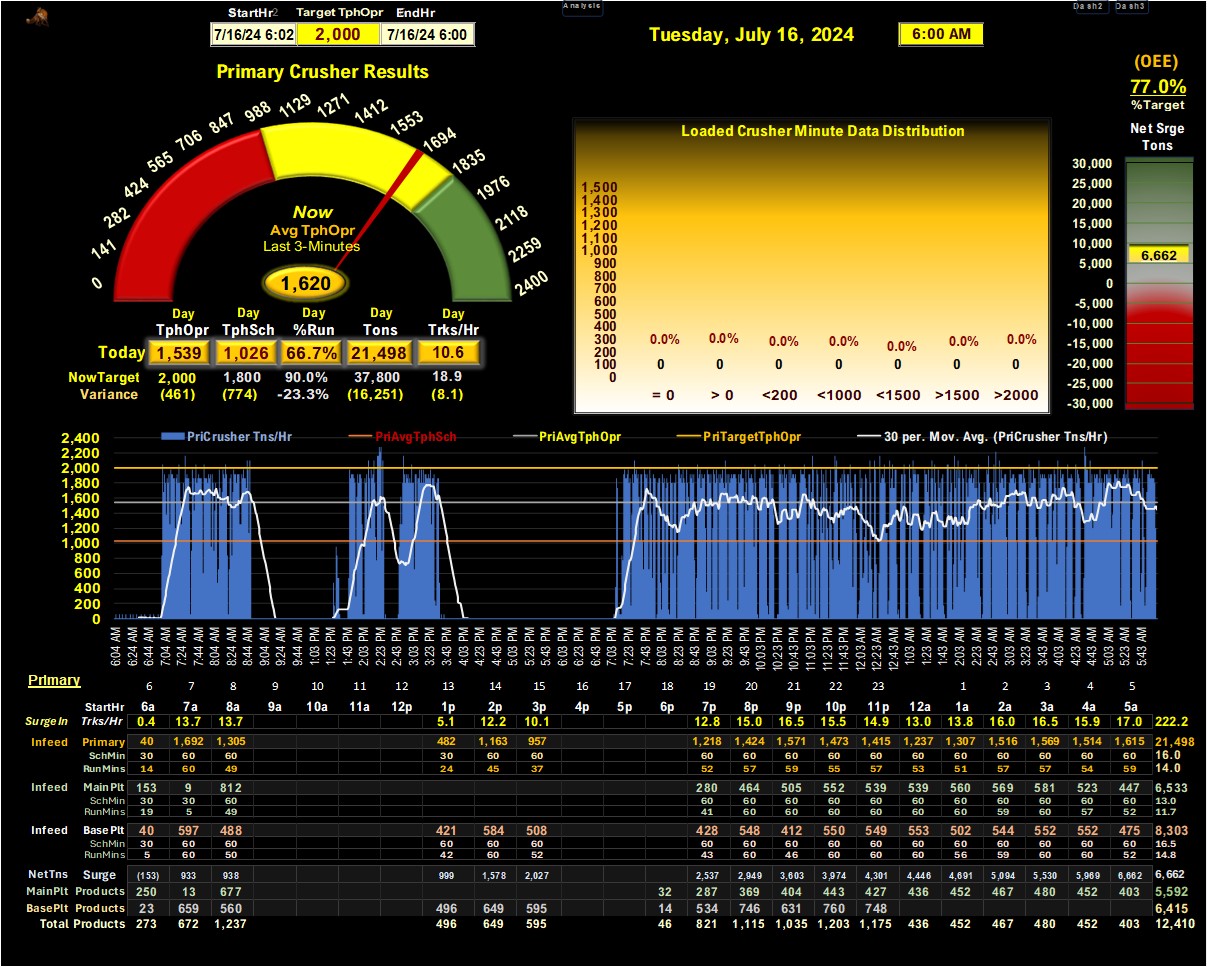 Analysis
Dash2 Dash3
StartHr2 Target TphOpr EndHr
7/16/24 6:02 2,000 7/16/24 6:00
Tuesday, July 16, 2024 6:00 AM
Primary Crusher Results
(OEE)
77.0%
%Target
Net Srge
Tons
0 141 282 424 565 706 847 988 1129 1271 1412 1553 1694 1835 1976 2118 2259 2400
Now
Avg TphOpr
Last 3-Minutes
1,620
Day Day Day Day Day
TphOpr TphSch %Run Tons Trks/Hr
Today 1,539 1,026 66.7% 21,498 10.6
NowTarget 2,000 1,800 90.0% 37,800 18.9
Variance (461) (774) -23.3% (16,251) (8.1)
Loaded Crusher Minute Data Distribution
1,500
1,400
1,300
1,200
1,100
1,000
900
800
700
600
500
400
300
200
100
0
0.0% 0.0% 0.0% 0.0% 0.0% 0.0% 0.0%
0 0 0 0 0 0 0
= 0 > 0 <200 <1000 <1500 >1500 >2000
30,000
25,000
20,000
15,000
10,000
6,662
5,000
0
-5,000
-10,000
-15,000
-20,000
-25,000
-30,000
PriCrusher Tns/Hr PriAvgTphSch PriAvgTphOpr PriTargetTphOpr 30 per. Mov. Avg. (PriCrusher Tns/Hr)
2,400
2,200
2,000
1,800
1,600
1,400
1,200
1,000
800
600
400
200
0
6:04 AM 6:24 AM 6:44 AM 7:04 AM 7:24 AM 7:44 AM 8:04 AM 8:24 AM 8:44 AM 9:04 AM 9:24 AM 9:44 AM 1:03 PM 1:23 PM 1:43 PM 2:03 PM 2:23 PM 2:43 PM 3:03 PM 3:23 PM 3:43 PM 4:03 PM 4:23 PM 4:43 PM 5:03 PM 5:23 PM 5:43 PM 6:03 PM 6:23 PM 6:43 PM 7:03 PM 7:23 PM 7:43 PM 8:03 PM 8:23 PM 8:43 PM 9:03 PM 9:23 PM 9:43 PM 10:03 PM 10:23 PM 10:43 PM 11:03 PM 11:23 PM 11:43 PM 12:03 AM 12:23 AM 12:43 AM 1:03 AM 1:23 AM 1:43 AM 2:03 AM 2:23 AM 2:43 AM 3:03 AM 3:23 AM 3:43 AM 4:03 AM 4:23 AM 4:43 AM 5:03 AM 5:23 AM 5:43 AM
Primary
6 7 8 9 10 11 12 13 14 15 16 17 18 19 20 21 22 23 1 2 3 4 5
StartHr 6a 7a 8a 9a 10a 11a 12p 1p 2p 3p 4p 5p 6p 7p 8p 9p 10p 11p 12a 1a 2a 3a 4a 5a
SurgeIn Trks/Hr 0.4 13.7 13.7 5.1 12.2 10.1 12.8 15.0 16.5 15.5 14.9 13.0 13.8 16.0 16.5 15.9 17.0 222.2
Infeed Primary 40 1,692 1,305 482 1,163 957 1,218 1,424 1,571 1,473 1,415 1,237 1,307 1,516 1,569 1,514 1,615 21,498
SchMin 30 60 60 30 60 60 60 60 60 60 60 60 60 60 60 60 60 16.0
RunMins 14 60 49 24 45 37 52 57 59 55 57 53 51 57 57 54 59 14.0
Infeed MainPlt 153 9 812 280 464 505 552 539 539 560 569 581 523 447 6,533
SchMin 30 30 60 60 60 60 60 60 60 60 60 60 60 60 13.0
RunMins 19 5 49 41 60 60 60 60 60 60 59 60 57 52 11.7
Infeed BasePlt 40 597 488 421 584 508 428 548 412 550 549 553 502 544 552 552 475 8,303
SchMin 30 60 60 60 60 60 60 60 60 60 60 60 60 60 60 60 60 16.5
RunMins 5 60 50 42 60 52 43 60 46 60 60 60 56 59 60 60 52 14.8
NetTns Surge (153) 933 938 999 1,578 2,027 2,537 2,949 3,603 3,974 4,301 4,446 4,691 5,094 5,530 5,969 6,662 6,662
MainPlt Products 250 13 677 32 287 369 404 443 427 436 452 467 480 452 403 5,592
BasePlt Products 23 659 560 496 649 595 14 534 746 631 760 748 6,415
Total Products 273 672 1,237 496 649 595 46 821 1,115 1,035 1,203 1,175 436 452 467 480 452 403 12,410